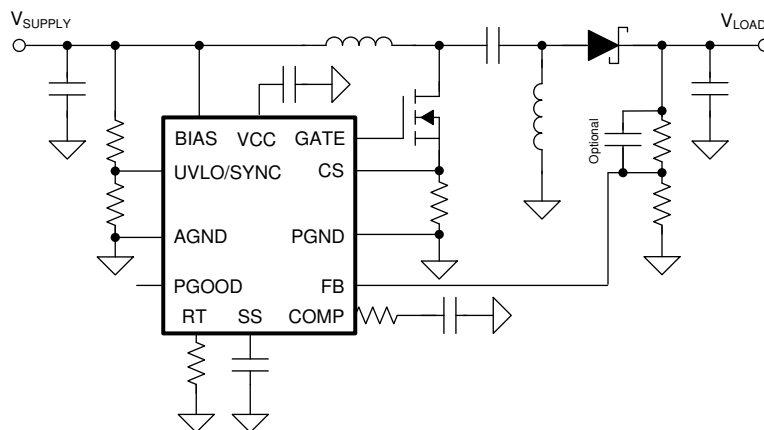 VSUPPLY
VLOAD
BIAS
VCC
GATE
UVLO/SYNC
CS
Optional
AGND
PGND
PGOOD
FB
RT
SS
COMP